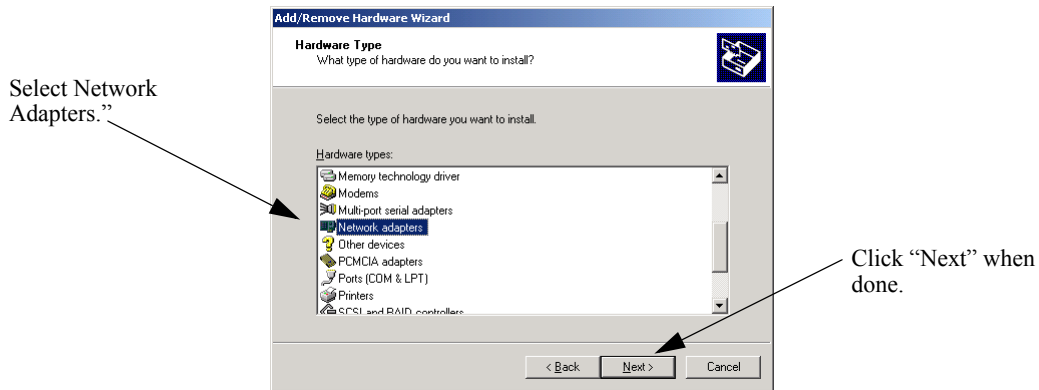 Add/Remove Hardware Wizard
Hardware Type
What type of hardware do you want to install?
Select Network
Adapters.”
Select the type of hardware you want to install.
Hardware types:
Memory technology driver
Modems
Multi-port serial adapters
Network adapters
Other devices
PCMCIA adapters
Ports (COM & LPT)
Printers
SCSI and RAID controllers
Click “Next” when
done.
< Back
Next >
Cancel